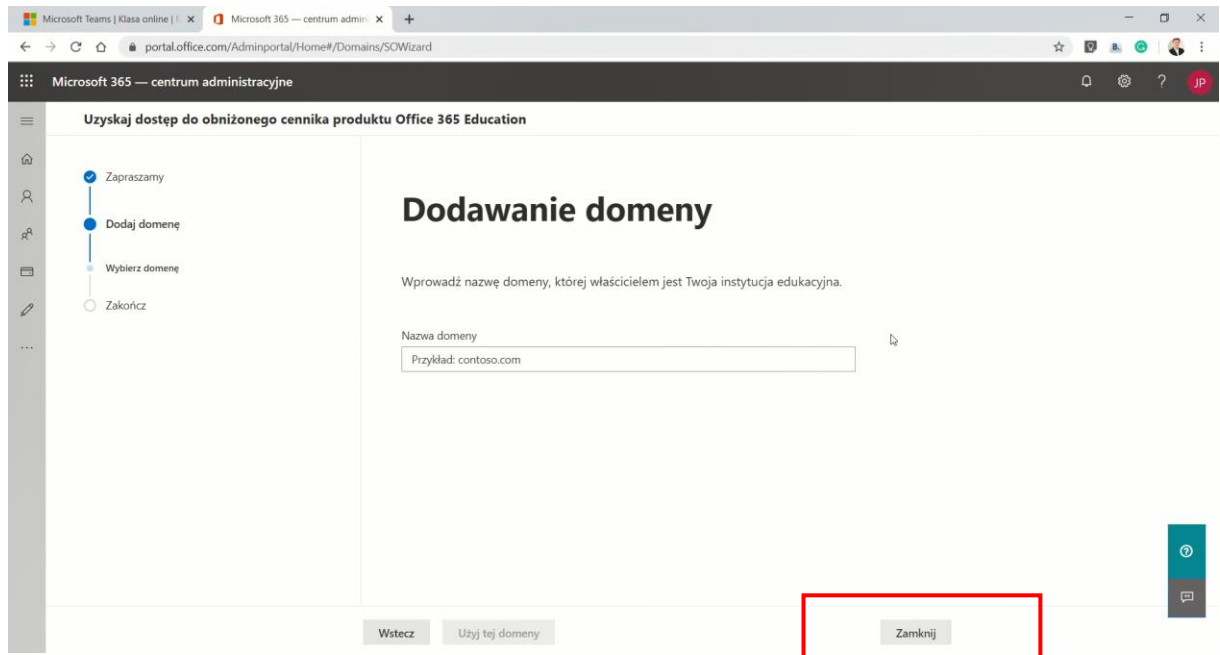 Microsoft Teams | Klasa online |
Microsoft 365 — centrum admin
portal.office.com/Adminportal/Home#/Domains/SOWizard
Microsoft 365 — centrum administracyjne
JP
Uzyskaj dostęp do obniżonego cennika produktu Office 365 Education
Zapraszamy
Dodaj domenę
Wybierz domenę
Zakończ
Dodawanie domeny
Wprowadź nazwę domeny, której właścicielem jest Twoja instytucja edukacyjna.
Nazwa domeny
Przykład: contoso.com
Wstecz
Użyj tej domeny
Zamknij